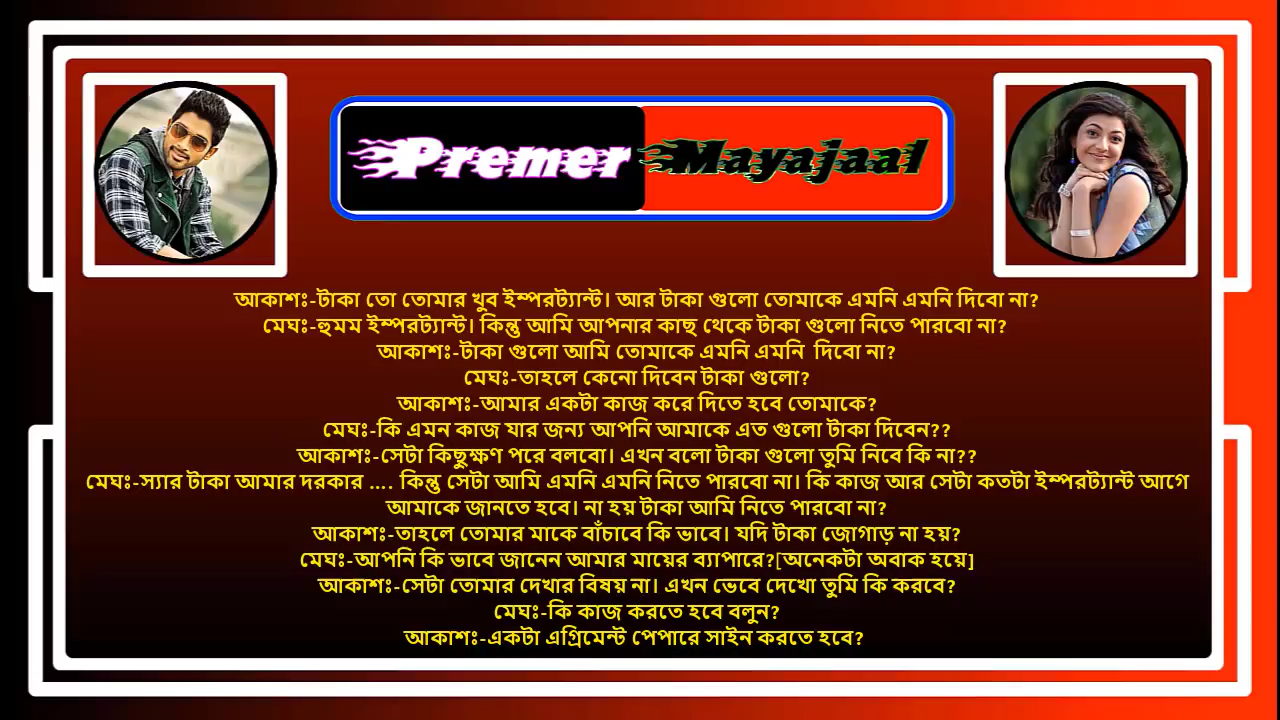 Premer Mayajaal
আকাশঃ-টাকা তো তোমার খুব ইম্পরট্যান্ট। আর টাকা গুলো তোমাকে এমনি এমনি দিবো না?
মেঘঃ-হুমম ইম্পরট্যান্ট। কিন্তু আমি আপনার কাছ থেকে টাকা গুলো নিতে পারবো না?
আকাশঃ-টাকা গুলো আমি তোমাকে এমনি এমনি দিবো না?
মেঘঃ-তাহলে কেনো দিবেন টাকা গুলো?
আকাশঃ-আমার একটা কাজ করে দিতে হবে তোমাকে?
মেঘঃ-কি এমন কাজ যার জন্য আপনি আমাকে এত গুলো টাকা দিবেন??
আকাশঃ-সেটা কিছুক্ষণ পরে বলবো। এখন বলো টাকা গুলো তুমি নিবে কি না??
মেঘঃ-স্যার টাকা আমার দরকার .... কিন্তু সেটা আমি এমনি এমনি নিতে পারবো না। কি কাজ আর সেটা কতটা ইম্পরট্যান্ট আগে
আমাকে জানতে হবে। না হয় টাকা আমি নিতে পারবো না?
আকাশঃ-তাহলে তোমার মাকে বাঁচাবে কি ভাবে। যদি টাকা জোগাড় না হয়?
মেঘঃ-আপনি কি ভাবে জানেন আমার মায়ের ব্যাপারে?[অনেকটা অবাক হয়ে]
আকাশঃ-সেটা তোমার দেখার বিষয় না। এখন ভেবে দেখো তুমি কি করবে?
মেঘঃ-কি কাজ করতে হবে বলুন?
আকাশঃ-একটা এগ্রিমেন্ট পেপারে সাইন করতে হবে?